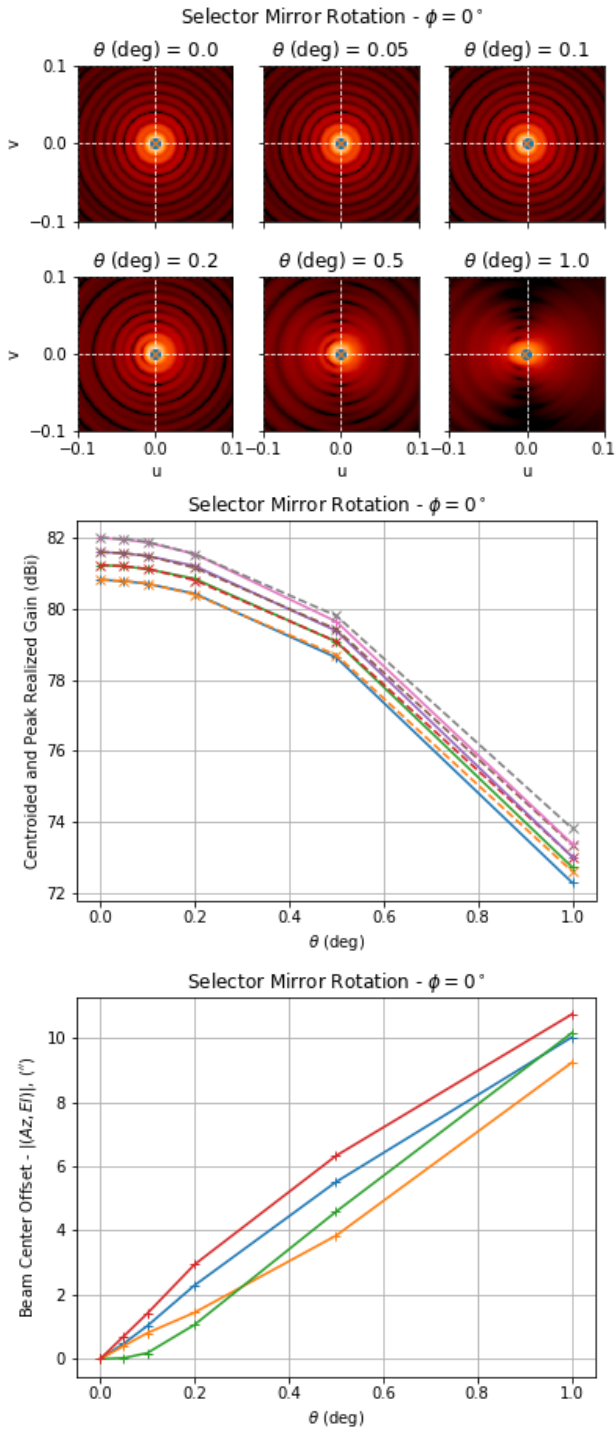 Selector Mirror Rotation - ϕ = 0°
θ (deg) = 0.0 θ (deg) = 0.05 θ (deg) = 0.1
0.1
v 0.0
−0.1
θ (deg) = 0.2 θ (deg) = 0.5 θ (deg) = 1.0
0.1
v 0.0
−0.1
−0.1 0.0 0.1−0.1 0.0 0.1−0.1 0.0 0.1
u u u
Selector Mirror Rotation - ϕ = 0°
Centroided and Peak Realized Gain (dBi)
82
80
78
76
74
72
0.0 0.2 0.4 0.6 0.8 1.0
θ (deg)
Selector Mirror Rotation - ϕ = 0°
Beam Center Offset - |(Az, El)|, (″)
10
8
6
4
2
0
0.0 0.2 0.4 0.6 0.8 1.0
θ (deg)